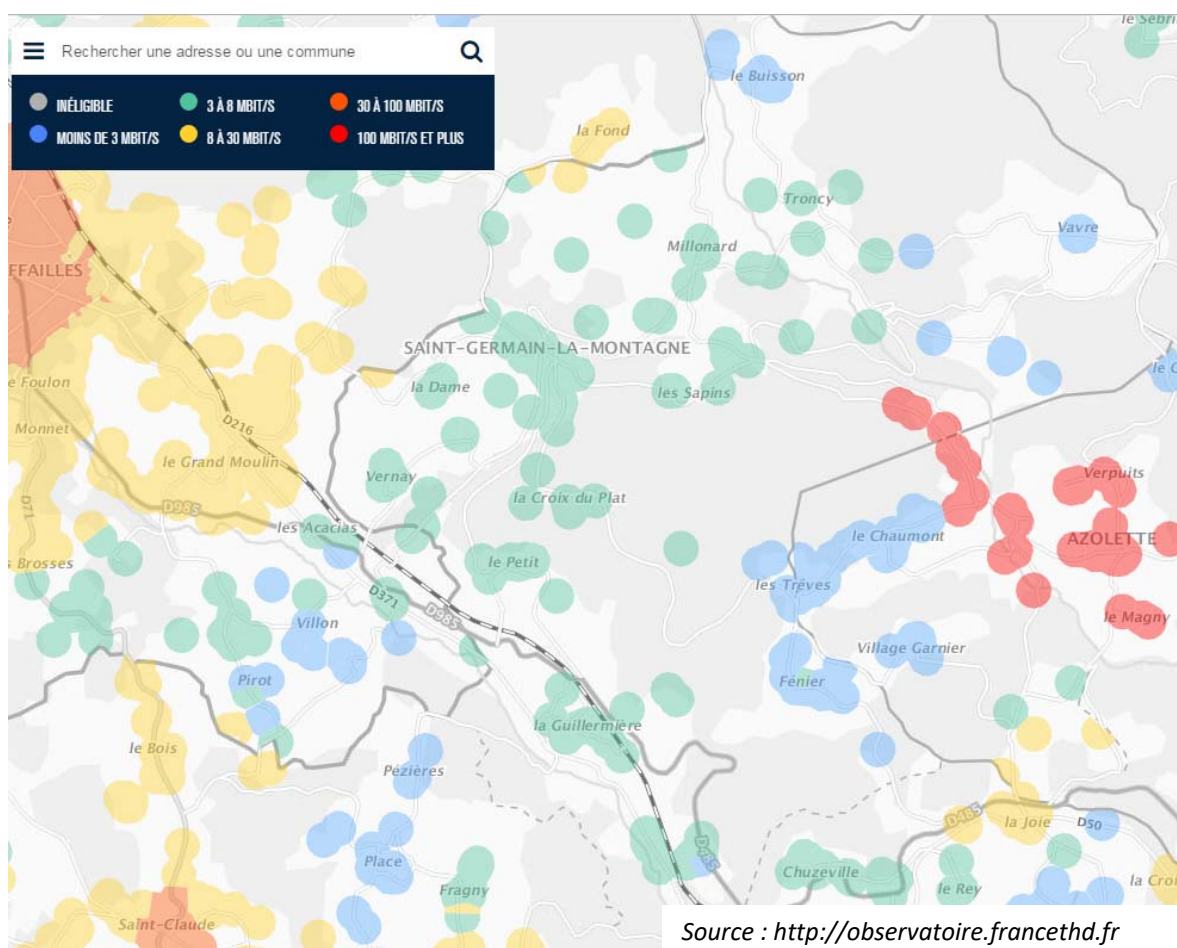 le Sebri
Rechercher une adresse ou une commune
INÉLIGIBLE
3 À 8 MBIT/S
30 À 100 MBIT/S
MOINS DE 3 MBIT/S
8 À 30 MBIT/S
100 MBIT/S ET PLUS
le Buisson
la Fond
Troncy
Vavre
Millonard
FFAILLES
SAINT-GERMAIN-LA-MONTAGNE
le Foulon
la Dame
les Sapins
Monnet
D216
le Grand Moulin
Vernay
Verpuits
la Croix du Plat
D71
D985
les Acacias
le Chaumont
AZOLETTE
s Brosses
le Petit
les Tréves
D371
D985
le Magny
Villon
Village Garnier
Pirot
Fénier
la Guillermière
le Bois
Pézières
D485
la Joie
D50
Place
D485
Chuzeville
Fragny
le Rey
la Croi
Saint-Claude
Source : http://observatoire.francethd.fr